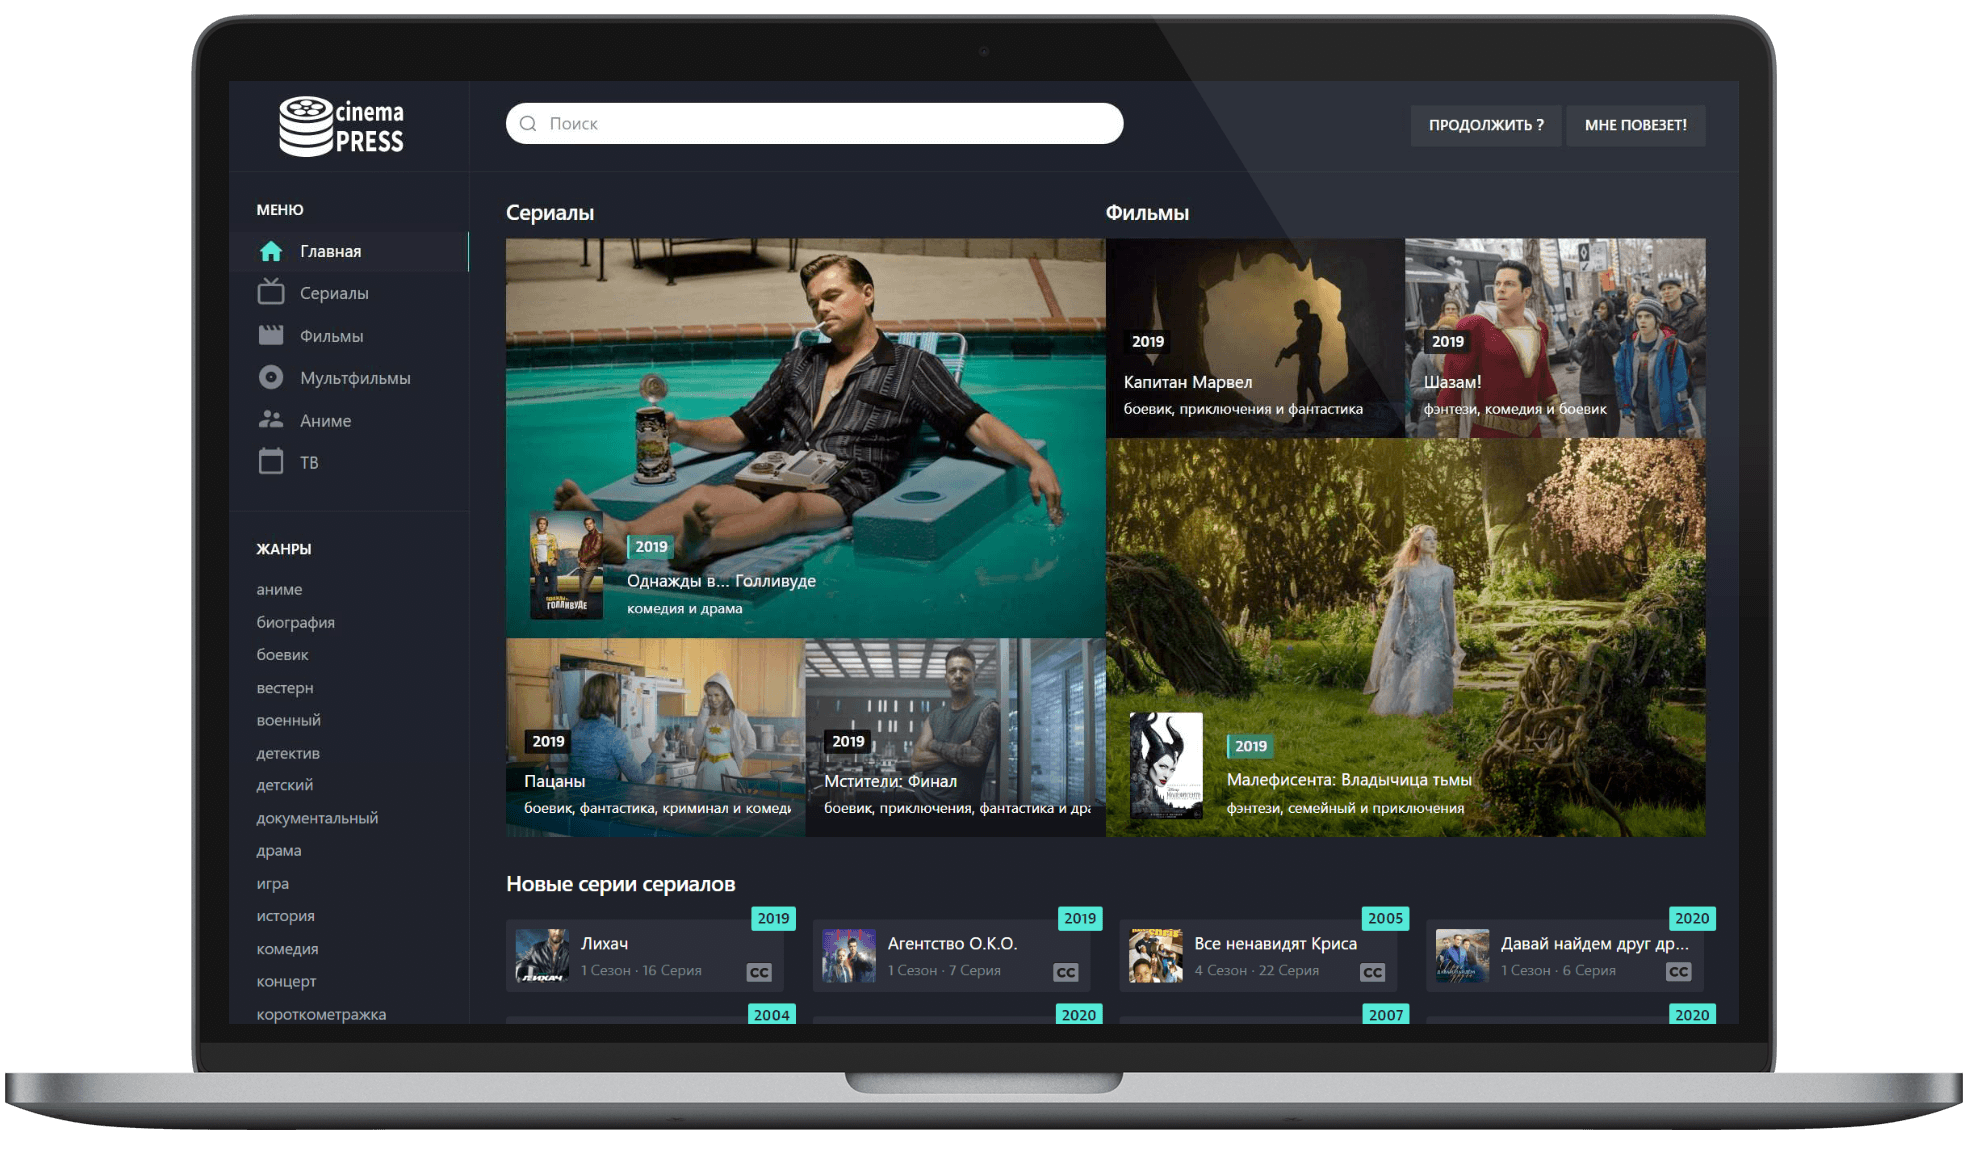 cinema
PRESS
Поиск
ПРОДОЛЖИТЬ ?
МНЕ ПОВЕЗЕТ!
МЕНЮ
Главная
Сериалы
Фильмы
Мультфильмы
Аниме
ТВ
ЖАНРЫ
аниме
биография
боевик
вестерн
военный
детектив
детский
документальный
драма
игра
история
комедия
концерт
короткометражка
Сериалы
ГОЛЛИВУДЕ
2019
Однажды в... Голливуде
комедия и драма
2019
Пацаны
боевик, фантастика, криминал и комеди
2019
Мстители: Финал
боевик, приключения, фантастика и дра
Фильмы
2019
Капитан Марвел
боевик, приключения и фантастика
2019
Шазам!
фэнтези, комедия и боевик
2019
Малефисента: Владычица тьмы
фэнтези, семейный и приключения
Новые серии сериалов
2019
ЛИХАЧ
Лихач
1 Сезон · 16 Серия
CC
2019
Агентство О.К.О.
1 Сезон · 7 Серия
CC
2005
Все ненавидят Криса
4 Сезон · 22 Серия
CC
2020
Давай найдем друг др...
1 Сезон · 6 Серия
CC
2004
2020
2007
2020